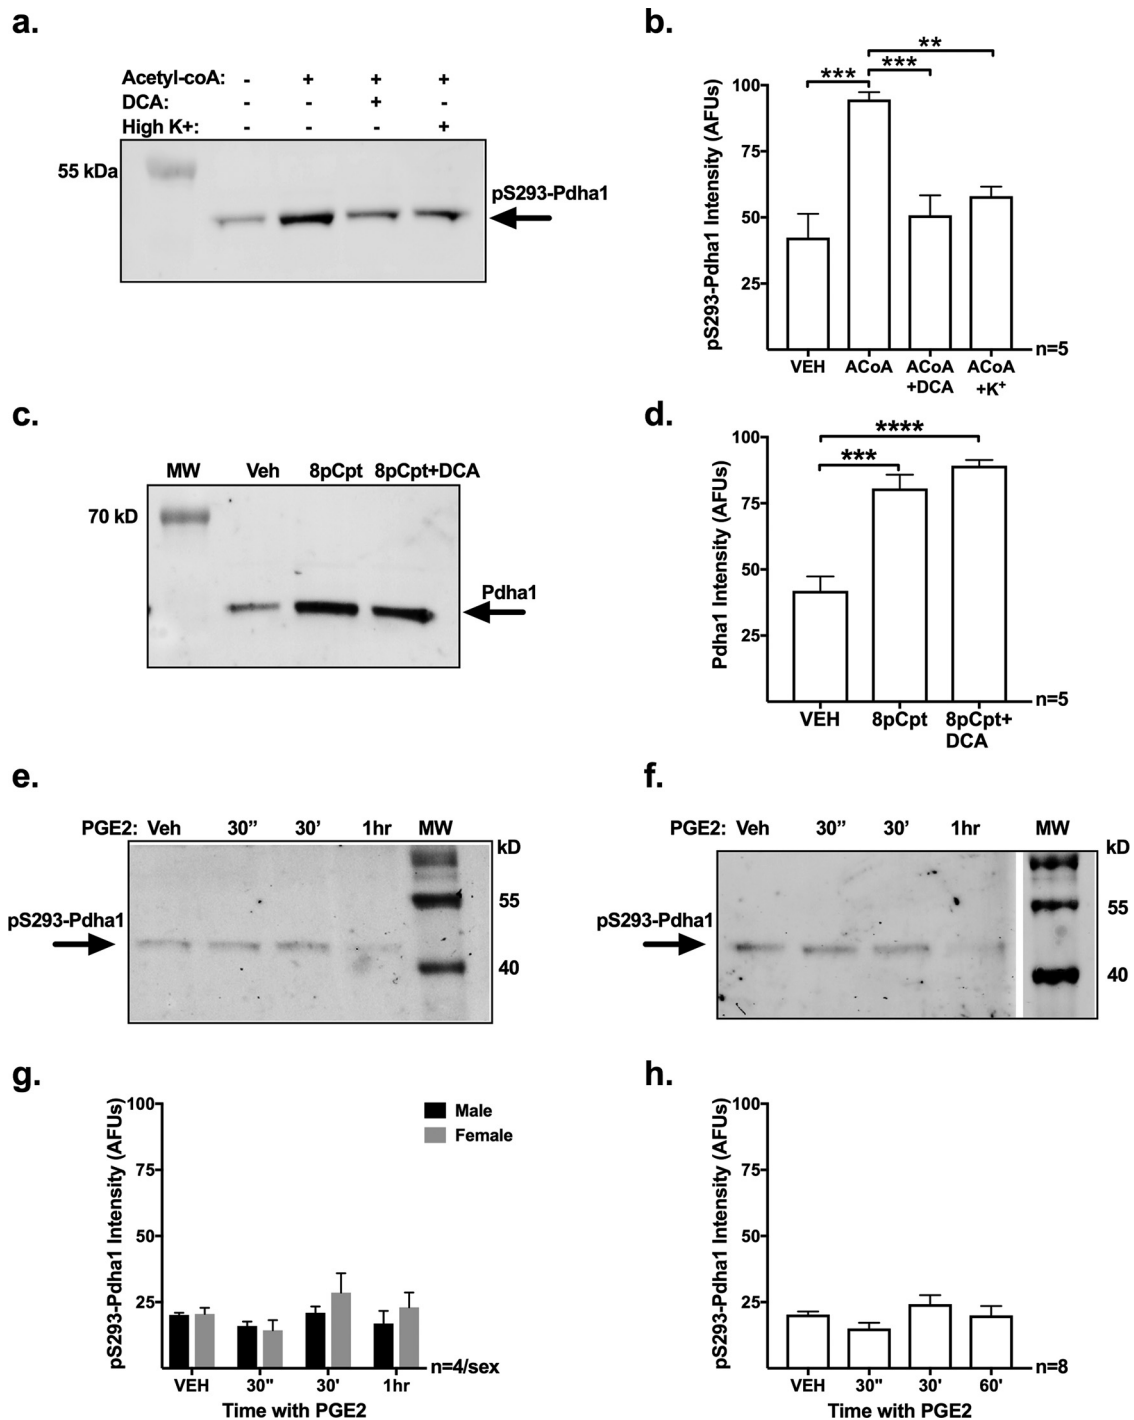 a.
Acetyl-coA: - + + +
DCA: - - + -
High K+: - - - +
55 kDa
pS293-Pdha1
b.
pS293-Pdha1 Intensity (AFUs)
**
*** ***
100
75
50
25
n=5
VEH ACoA ACoA ACoA
+DCA +K+
c.
MW Veh 8pCpt 8pCpt+DCA
70 kD
Pdha1
d.
Pdha1 Intensity (AFUs)
****
***
100
75
50
25
n=5
VEH 8pCpt 8pCpt+
DCA
e.
PGE2: Veh 30” 30’ 1hr MW
kD
55
pS293-Pdha1
40
f.
PGE2: Veh 30” 30’ 1hr MW
kD
55
pS293-Pdha1
40
g.
pS293-Pdha1 Intensity (AFUs)
100
75
50
25
Male
Female
n=4/sex
VEH 30" 30' 1hr
Time with PGE2
h.
pS293-Pdha1 Intensity (AFUs)
100
75
50
25
n=8
VEH 30" 30' 60'
Time with PGE2